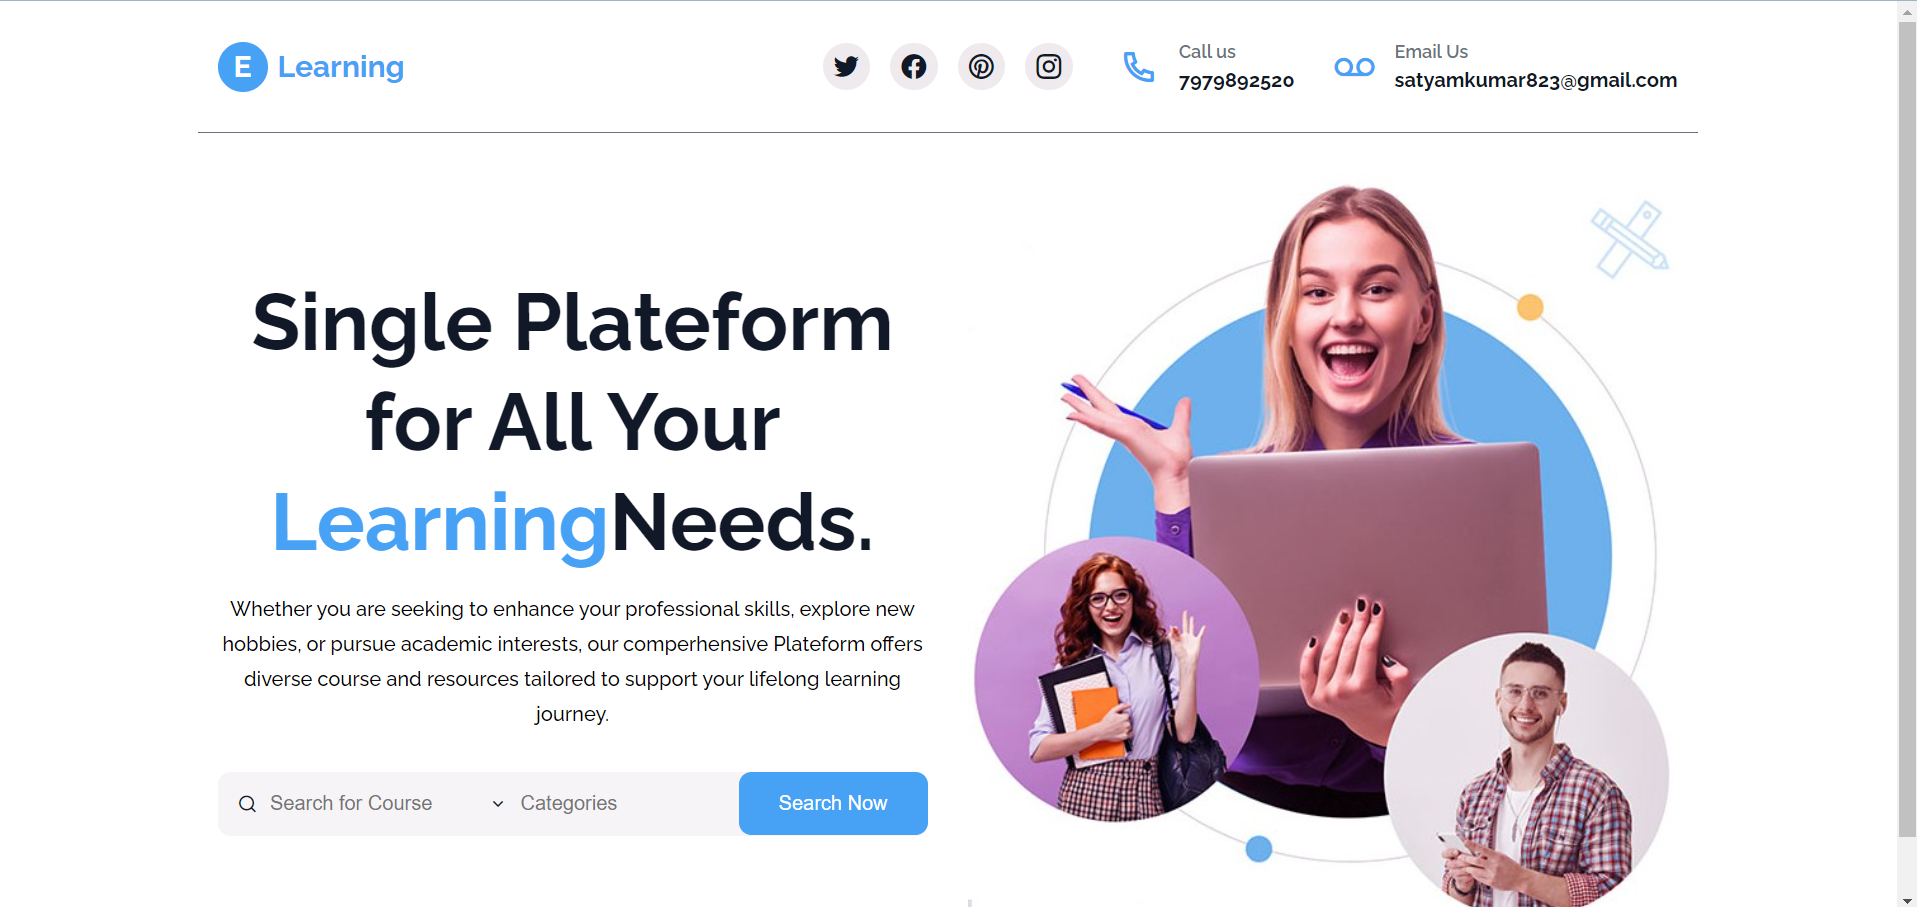 E Learning
Call us
7979892520
Email Us
satyamkumar823@gmail.com
Single Plateform
for All Your
LearningNeeds.
Whether you are seeking to enhance your professional skills, explore new
hobbies, or pursue academic interests, our comperhensive Plateform offers
diverse course and resources tailored to support your lifelong learning
journey.
Search for Course
Categories
Search Now